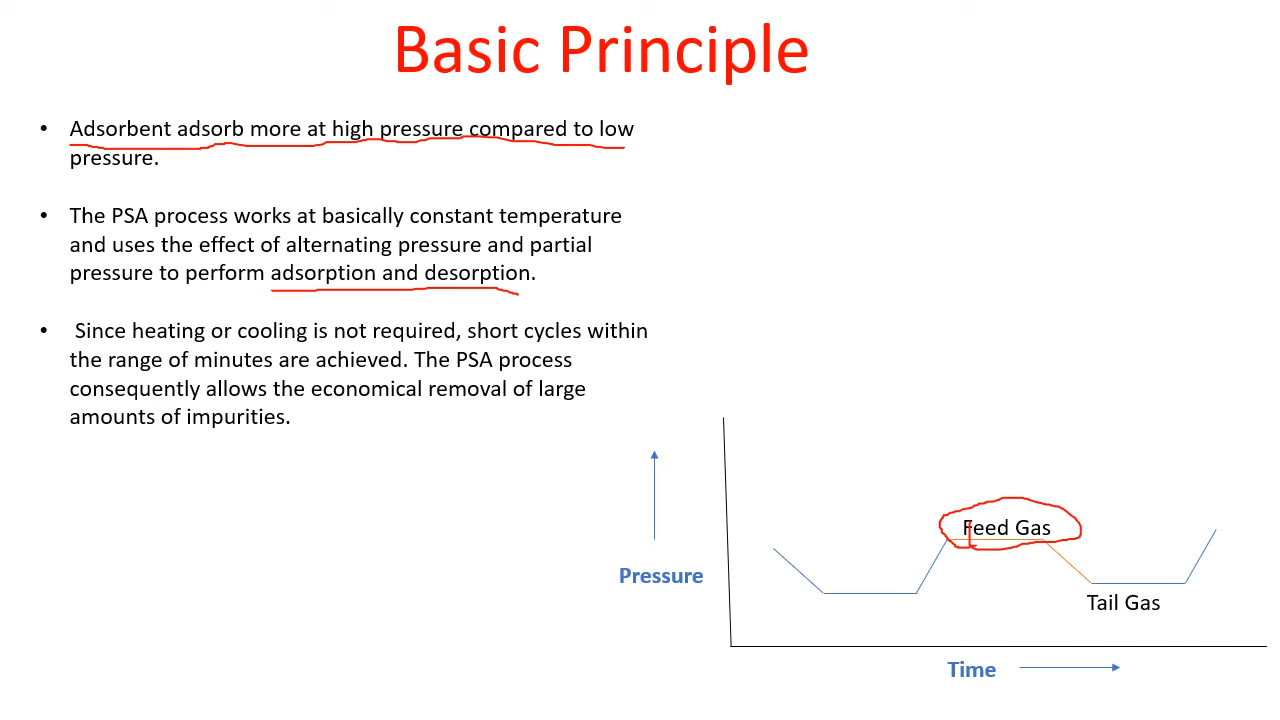 Basic Principle
• Adsorbent adsorb more at high pressure compared to low
pressure.
• The PSA process works at basically constant temperature
and uses the effect of alternating pressure and partial
pressure to perform adsorption and desorption.
• Since heating or cooling is not required, short cycles within
the range of minutes are achieved. The PSA process
consequently allows the economical removal of large
amounts of impurities.
Feed Gas
Pressure
Tail Gas
Time